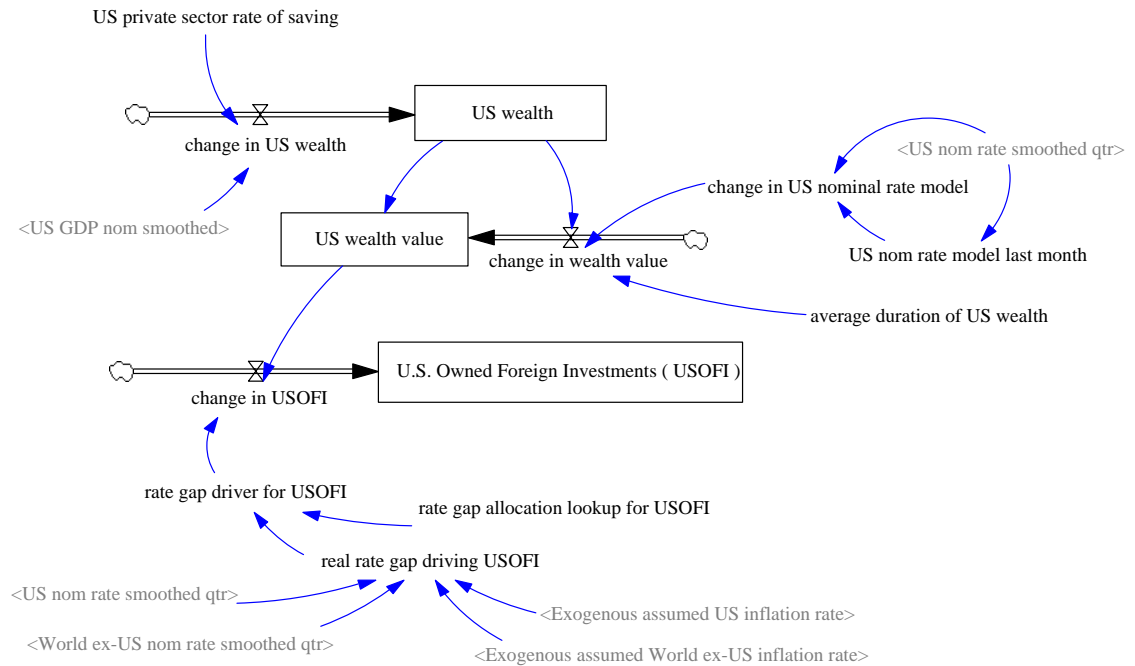 US private sector rate of saving
US wealth
change in US wealth
<US nom rate smoothed qtr>
change in US nominal rate model
<US GDP nom smoothed>
US wealth value
US nom rate model last month
change in wealth value
average duration of US wealth
U.S. Owned Foreign Investments ( USOFI )
change in USOFI
rate gap driver for USOFI
rate gap allocation lookup for USOFI
real rate gap driving USOFI
<US nom rate smoothed qtr>
<Exogenous assumed US inflation rate>
<World ex-US nom rate smoothed qtr>
<Exogenous assumed World ex-US inflation rate>